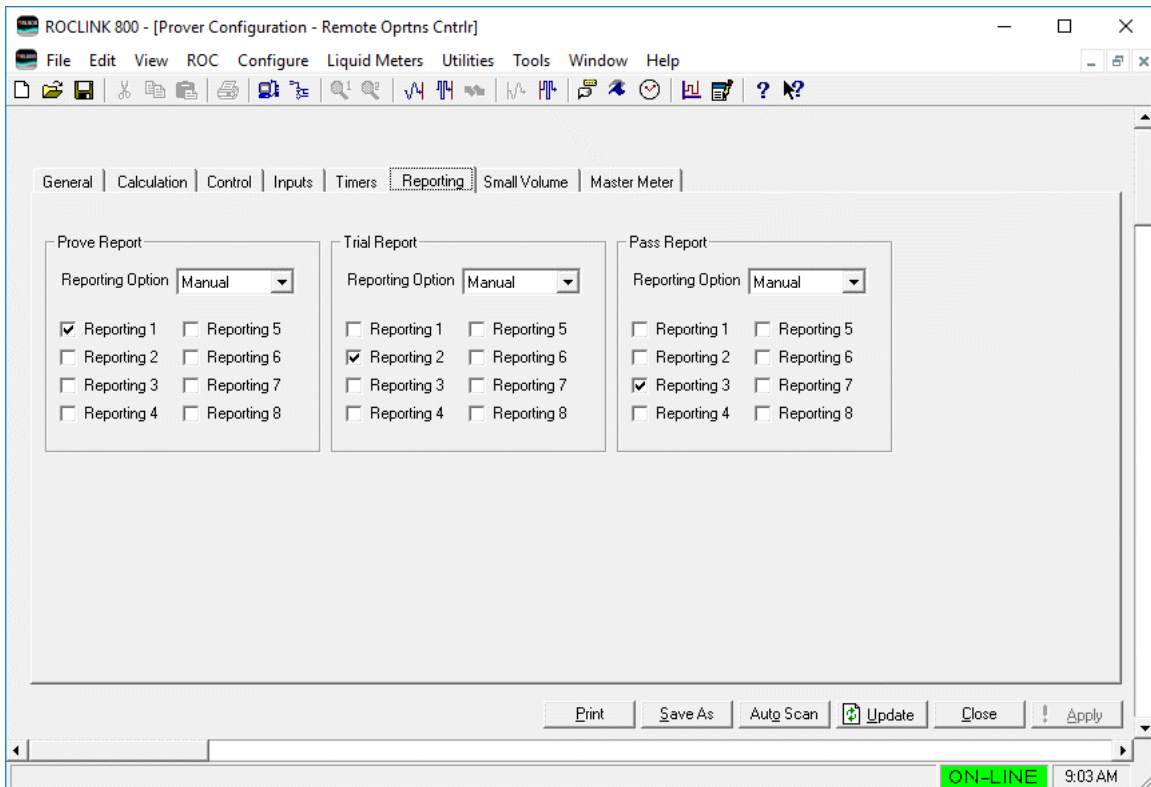 ROCLINK 800 - [Prover Configuration - Remote Oprtns Cntrlr]
File Edit View ROC Configure Liquid Meters Utilities Tools Window Help
General Calculation Control Inputs Timers Reporting Small Volume Master Meter
Prove Report
Reporting Option Manual
Reporting 1 Reporting 5
Reporting 2 Reporting 6
Reporting 3 Reporting 7
Reporting 4 Reporting 8
Trial Report
Reporting Option Manual
Reporting 1 Reporting 5
Reporting 2 Reporting 6
Reporting 3 Reporting 7
Reporting 4 Reporting 8
Pass Report
Reporting Option Manual
Reporting 1 Reporting 5
Reporting 2 Reporting 6
Reporting 3 Reporting 7
Reporting 4 Reporting 8
Print Save As Auto Scan Update Close ! Apply
ON-LINE 9:03 AM